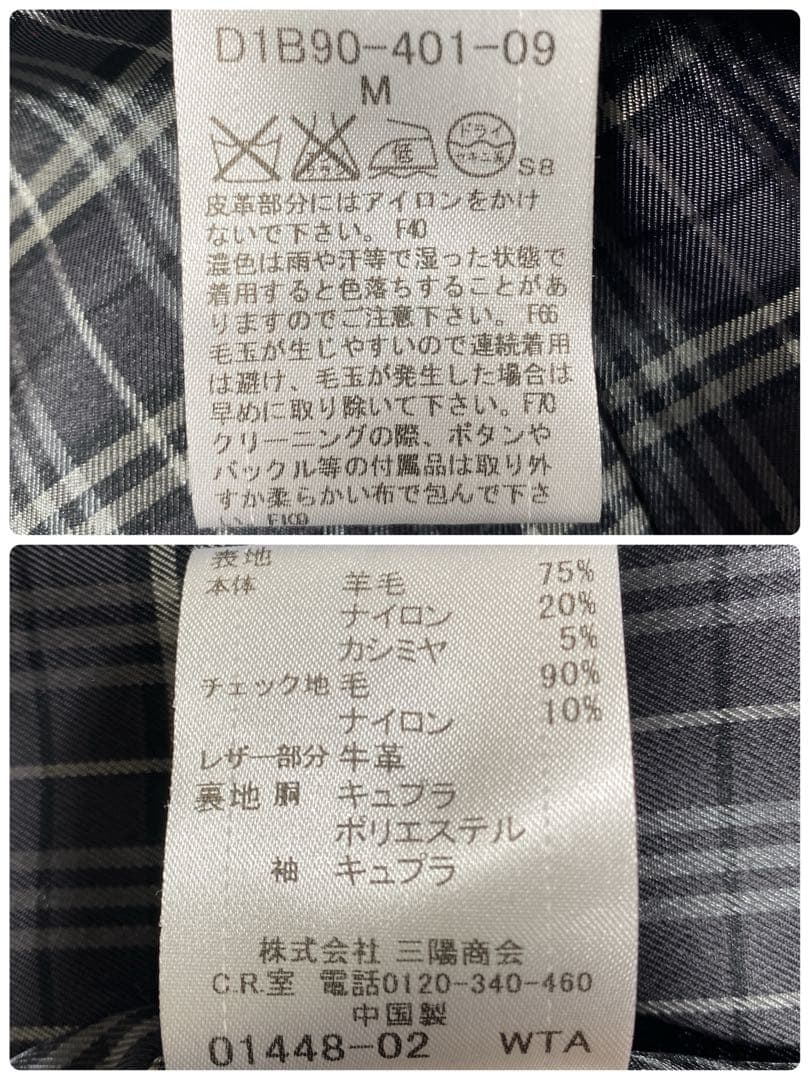 D1B90-401-09
M
低 ドライ
S8
皮革部分にはアイロンをかけ
ないで下さい。 F40
濃色は雨や汗等で湿った状態で
着用すると色落ちすることがあ
りますのでご注意下さい。 F66
毛玉が生じやすいので連続着用
は避け、毛玉が発生した場合は
早めに取り除いて下さい。F70
クリーニングの際、ボタンや
バックル等の付属品は取り外
すか柔らかい布で包んで下さ
い。
表地
本体 羊毛 75%
ナイロン 20%
カシミヤ 5%
チェック地 毛 90%
ナイロン 10%
レザー部分 牛革
裏地 胴 キュプラ
ポリエステル
袖 キュプラ
株式会社 三陽商会
C.R.室 電話0120-340-460
中国製
01448-02 WTA